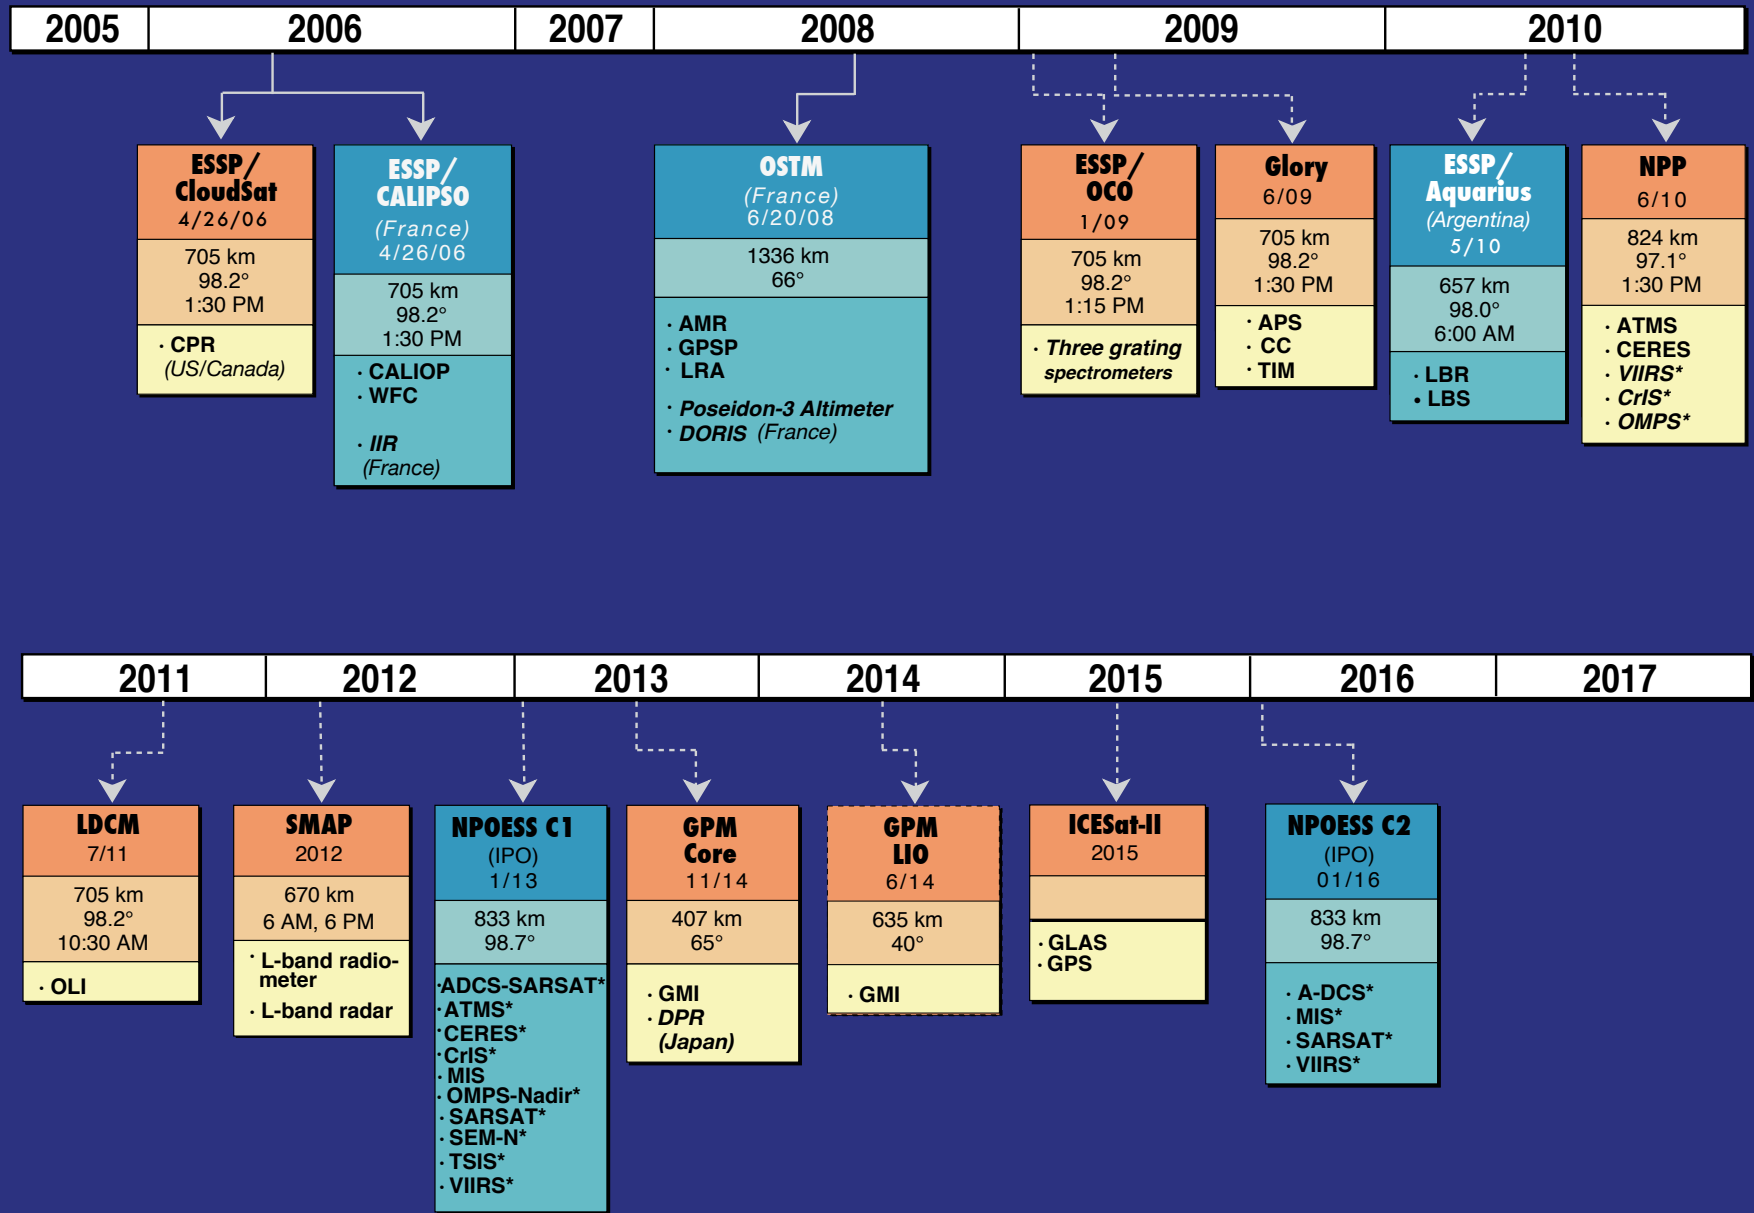 2005 2006 2007 2008 2009 2010
ESSP/
CloudSat
4/26/06
705 km
98.2°
1:30 PM
· CPR
(US/Canada)
ESSP/
CALIPSO
(France)
4/26/06
705 km
98.2°
1:30 PM
· CALIOP
· WFC
· IIR
(France)
OSTM
(France)
6/20/08
1336 km
66°
· AMR
· GPSP
· LRA
· Poseidon-3 Altimeter
· DORIS (France)
ESSP/
OCO
1/09
705 km
98.2°
1:15 PM
· Three grating
spectrometers
Glory
6/09
705 km
98.2°
1:30 PM
· APS
· CC
· TIM
ESSP/
Aquarius
(Argentina)
5/10
657 km
98.0°
6:00 AM
· LBR
• LBS
NPP
6/10
824 km
97.1°
1:30 PM
· ATMS
· CERES
· VIIRS*
· CrIS*
· OMPS*
2011 2012 2013 2014 2015 2016 2017
LDCM
7/11
705 km
98.2°
10:30 AM
· OLI
SMAP
2012
670 km
6 AM, 6 PM
· L-band radio-
meter
· L-band radar
NPOESS C1
(IPO)
1/13
833 km
98.7°
·ADCS-SARSAT*
·ATMS*
·CERES*
·CrIS*
·MIS
·OMPS-Nadir*
· SARSAT*
· SEM-N*
· TSIS*
· VIIRS*
GPM
Core
11/14
407 km
65°
· GMI
· DPR
(Japan)
GPM
LIO
6/14
635 km
40°
· GMI
ICESat-II
2015
· GLAS
· GPS
NPOESS C2
(IPO)
01/16
833 km
98.7°
· A-DCS*
· MIS*
· SARSAT*
· VIIRS*